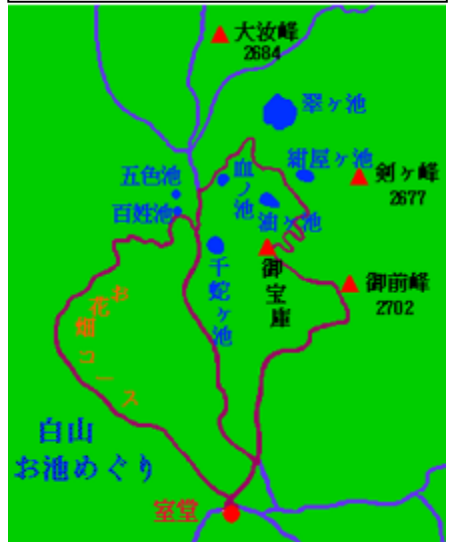 大汝峰
2684
翠ヶ池
紺屋ヶ池
血ノ池
五色池
剣ヶ峰
2677
百姓池
油ヶ池
千蛇ヶ池
御宝庫
御前峰
2702
お花畑コース
白山
お池めぐり
室堂